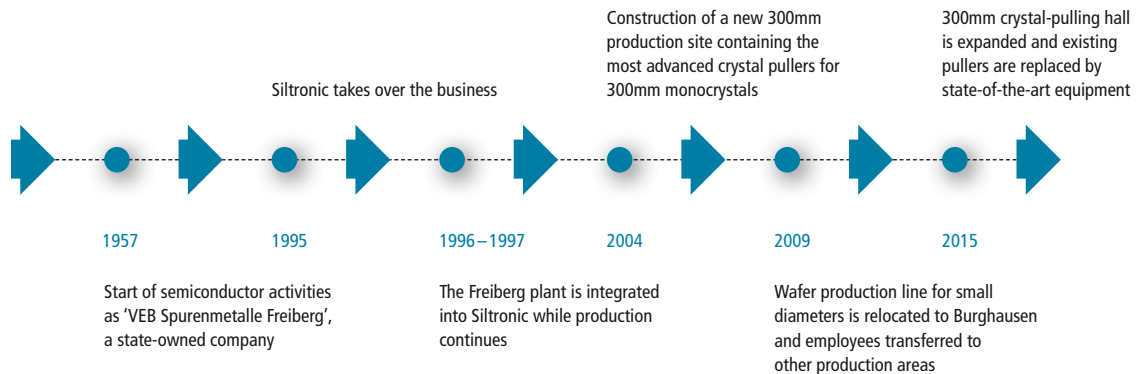 Construction of a new 300mm
production site containing the
most advanced crystal pullers for
300mm monocrystals
300mm crystal-pulling hall
is expanded and existing
pullers are replaced by
state-of-the-art equipment
Siltronic takes over the business
1957
1995
1996–1997
2004
2009
2015
Start of semiconductor activities
as ‘VEB Spurenmetalle Freiberg’,
a state-owned company
The Freiberg plant is integrated
into Siltronic while production
continues
Wafer production line for small
diameters is relocated to Burghausen
and employees transferred to
other production areas